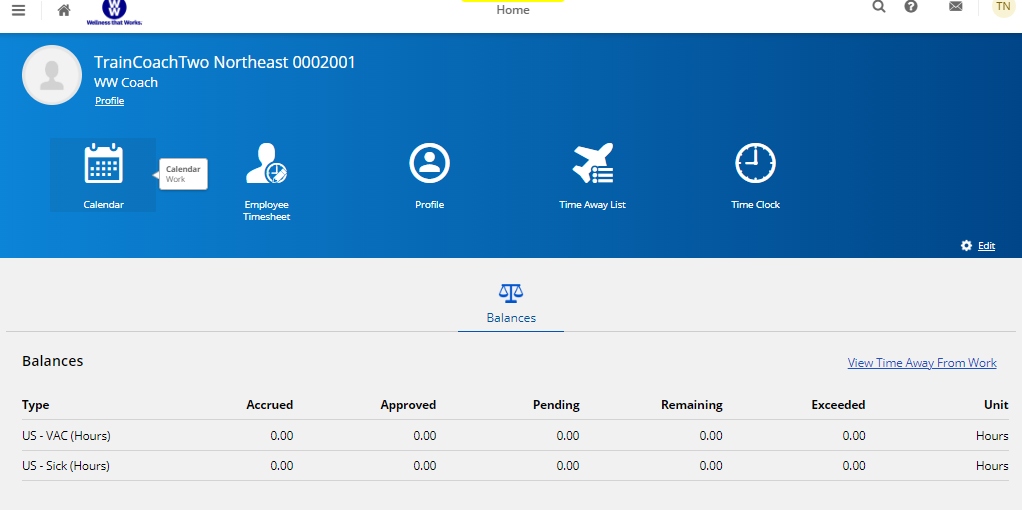 WW
Wellness that Works.
Home
TN
TrainCoachTwo Northeast 0002001
WW Coach
Profile
Calendar
Work
Calendar
Employee
Timesheet
Profile
Time Away List
Time Clock
Edit
Balances
Balances
View Time Away From Work
Type Accrued Approved Pending Remaining Exceeded Unit
US - VAC (Hours) 0.00 0.00 0.00 0.00 0.00 Hours
US - Sick (Hours) 0.00 0.00 0.00 0.00 0.00 Hours